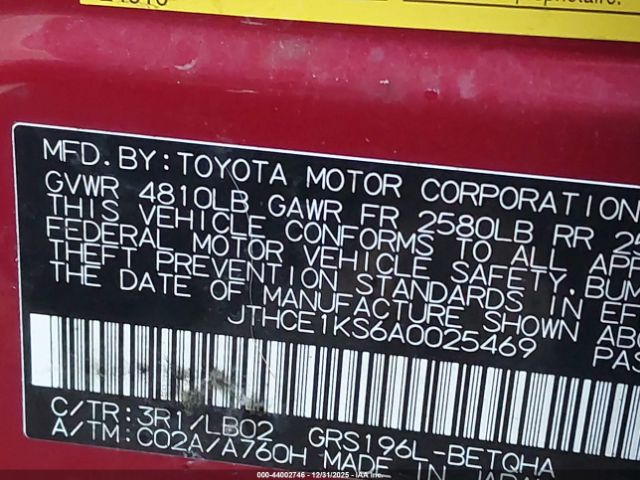 MFD. BY: TOYOTA MOTOR CORPORATION
GVWR 4810LB GAWR FR 2580LB RR
THIS VEHICLE CONFORMS TO ALL
FEDERAL MOTOR VEHICLE SAFETY,
THEFT PREVENTION STANDARDS IN
THE DATE OF MANUFACTURE SHOWN
JTHCE1KS6A0025469
C/TR: 3R1/LB02 GRS196L-BETQHA
A/TM: C02A/A760H MADE IN
000-44002746 12/31/2025 IAA Inc.